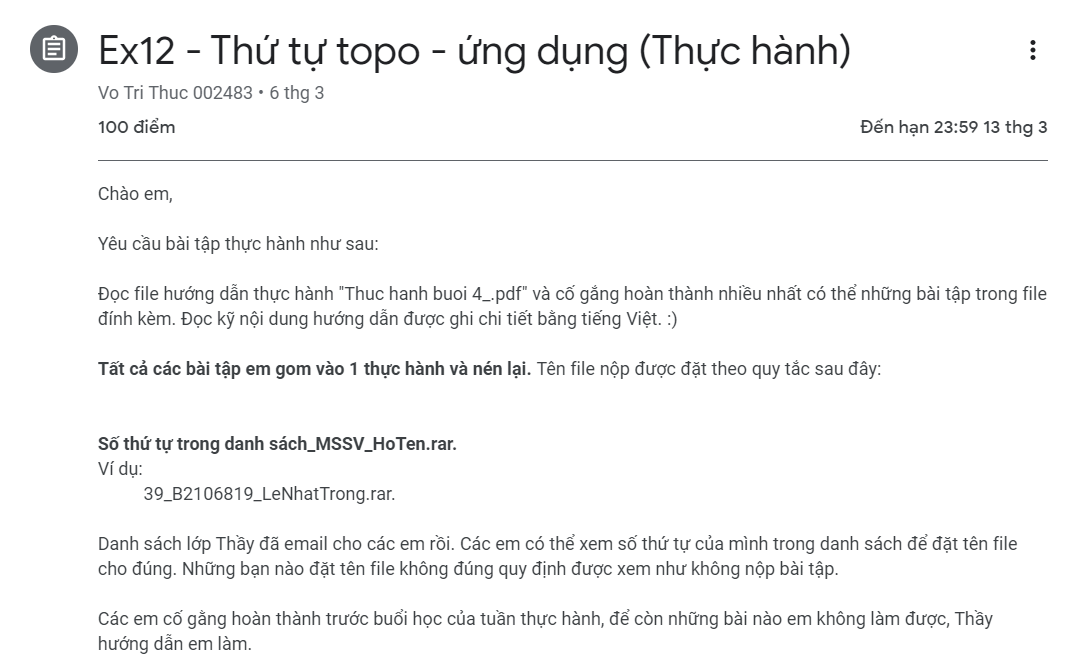 Ex12 - Thứ tự topo - ứng dụng (Thực hành)
Vo Tri Thuc 002483 • 6 thg 3
100 điểm
Đến hạn 23:59 13 thg 3
Chào em,
Yêu cầu bài tập thực hành như sau:
Đọc file hướng dẫn thực hành "Thuc hanh buoi 4_.pdf" và cố gắng hoàn thành nhiều nhất có thể những bài tập trong file
đính kèm. Đọc kỹ nội dung hướng dẫn được ghi chi tiết bằng tiếng Việt. :)
Tất cả các bài tập em gom vào 1 thực hành và nén lại. Tên file nộp được đặt theo quy tắc sau đây:
Số thứ tự trong danh sách_MSSV_HoTen.rar.
Ví dụ:
39_B2106819_LeNhatTrong.rar.
Danh sách lớp Thầy đã email cho các em rồi. Các em có thể xem số thứ tự của mình trong danh sách để đặt tên file
cho đúng. Những bạn nào đặt tên file không đúng quy định được xem như không nộp bài tập.
Các em cố gằng hoàn thành trước buổi học của tuần thực hành, để còn những bài nào em không làm được, Thầy
hướng dẫn em làm.